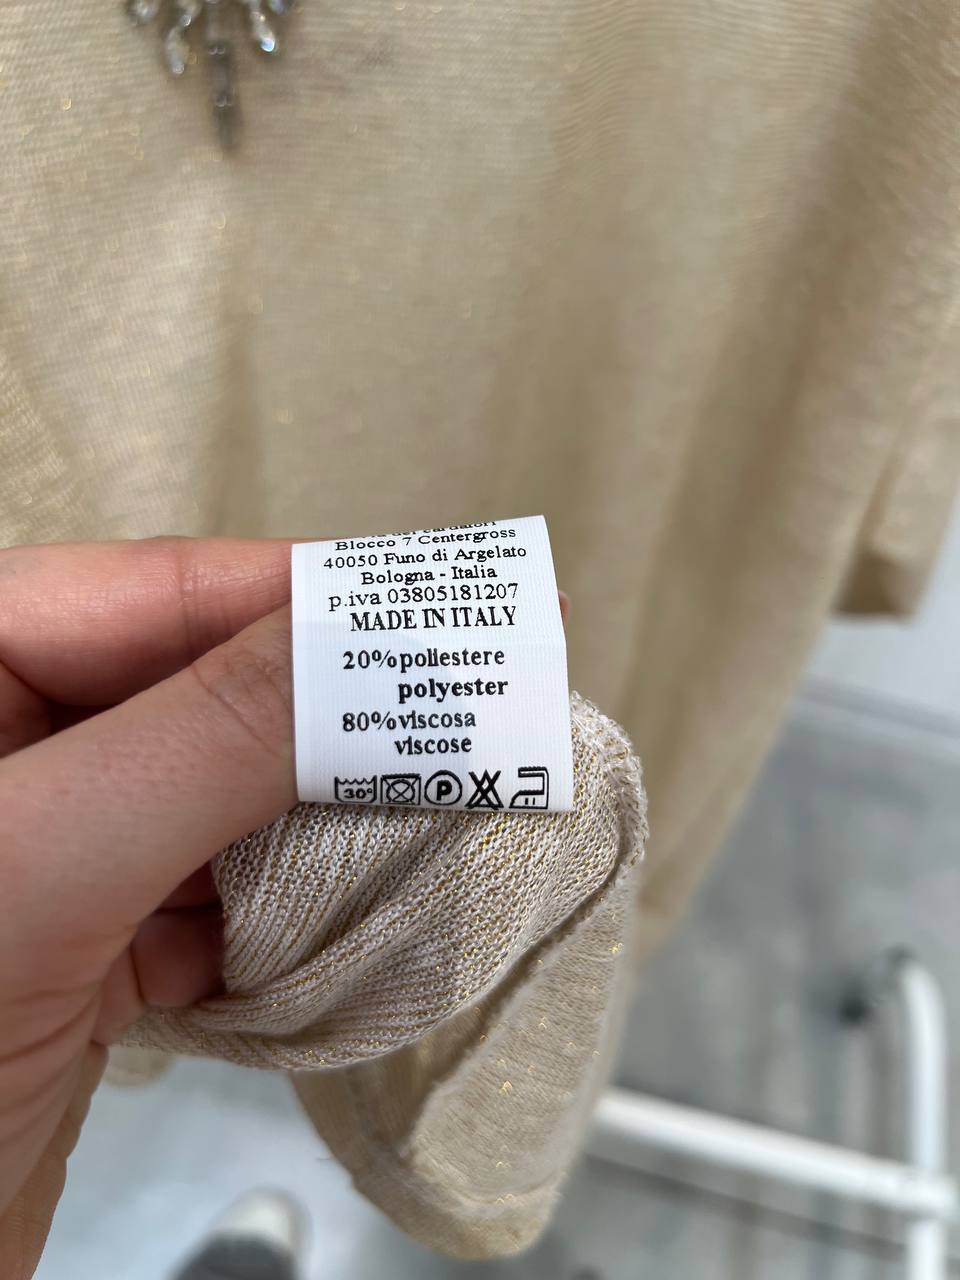 Blocco 7 Centergross
40050 Funo di Argelato
Bologna - Italia
p.iva 03805181207
MADE IN ITALY
20% poliestere
polyester
80% viscosa
viscose
30° P